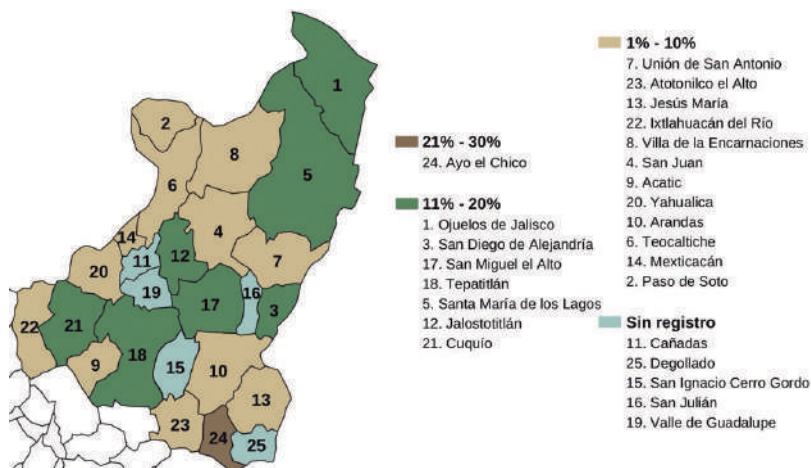 1
2
8
6
5
4
14
11
12
7
20
19
17
16
3
22
21
18
9
15
10
13
23
24
25
21% - 30%
24. Ayo el Chico
11% - 20%
1. Ojuelos de Jalisco
3. San Diego de Alejandría
17. San Miguel el Alto
18. Tepatitlán
5. Santa María de los Lagos
12. Jalostotitlán
21. Cuquío
1% - 10%
7. Unión de San Antonio
23. Atotonilco el Alto
13. Jesús María
22. Ixtlahuacán del Río
8. Villa de la Encarnaciones
4. San Juan
9. Acatic
20. Yahualica
10. Arandas
6. Teocaltiche
14. Mexticacán
2. Paso de Soto
Sin registro
11. Cañadas
25. Degollado
15. San Ignacio Cerro Gordo
16. San Julián
19. Valle de Guadalupe